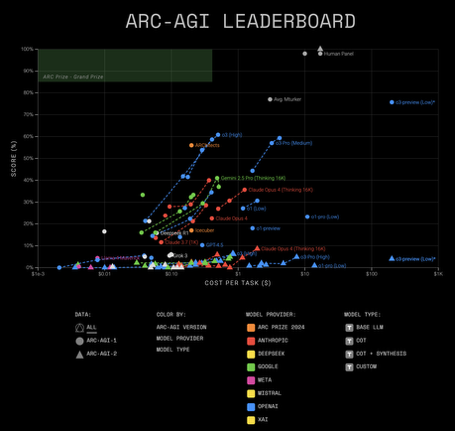 ARC-AGI LEADERBOARD
SCORE (%)
100%
90%
80%
70%
60%
50%
40%
30%
20%
10%
0%
ARC Prize - Grand Prize
Human Panel
Avg. Mturker
o3-preview (Low)*
o3 (High)
o3-Pro (Medium)
ARChitects
Gemini 2.5 Pro (Thinking 16K)
Claude Opus 4 (Thinking 16K)
o1 (Low)
Claude Opus 4
o1-pro (Low)
o1-preview
Icecuber
Deepseek R1
Claude 3.7
GPT-4.5
Claude Opus 4 (Thinking 16K)
o3-Pro (High)
o1-pro (Low)
o3-preview (Low)*
$0.01
$0.10
$10
$100
$1K
COST PER TASK ($)
DATA:
ALL
ARC-AGI-1
ARC-AGI-2
COLOR BY:
ARC-AGI VERSION
MODEL PROVIDER
MODEL TYPE
MODEL PROVIDER:
ARC PRIZE 2024
ANTHROPIC
DEEPSEEK
GOOGLE
META
MISTRAL
OPENAI
XAI
MODEL TYPE:
BASE LLM
COT
COT + SYNTHESIS
CUSTOM